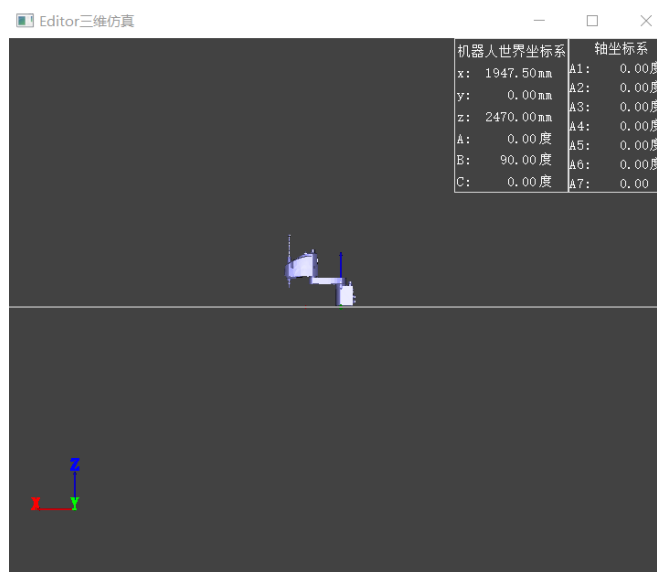 Editor三维仿真
机器人世界坐标系
x: 1947.50mm
y: 0.00mm
z: 2470.00mm
A: 0.00度
B: 90.00度
C: 0.00度
轴坐标系
A1: 0.00度
A2: 0.00度
A3: 0.00度
A4: 0.00度
A5: 0.00度
A6: 0.00度
A7: 0.00
Z
X Y